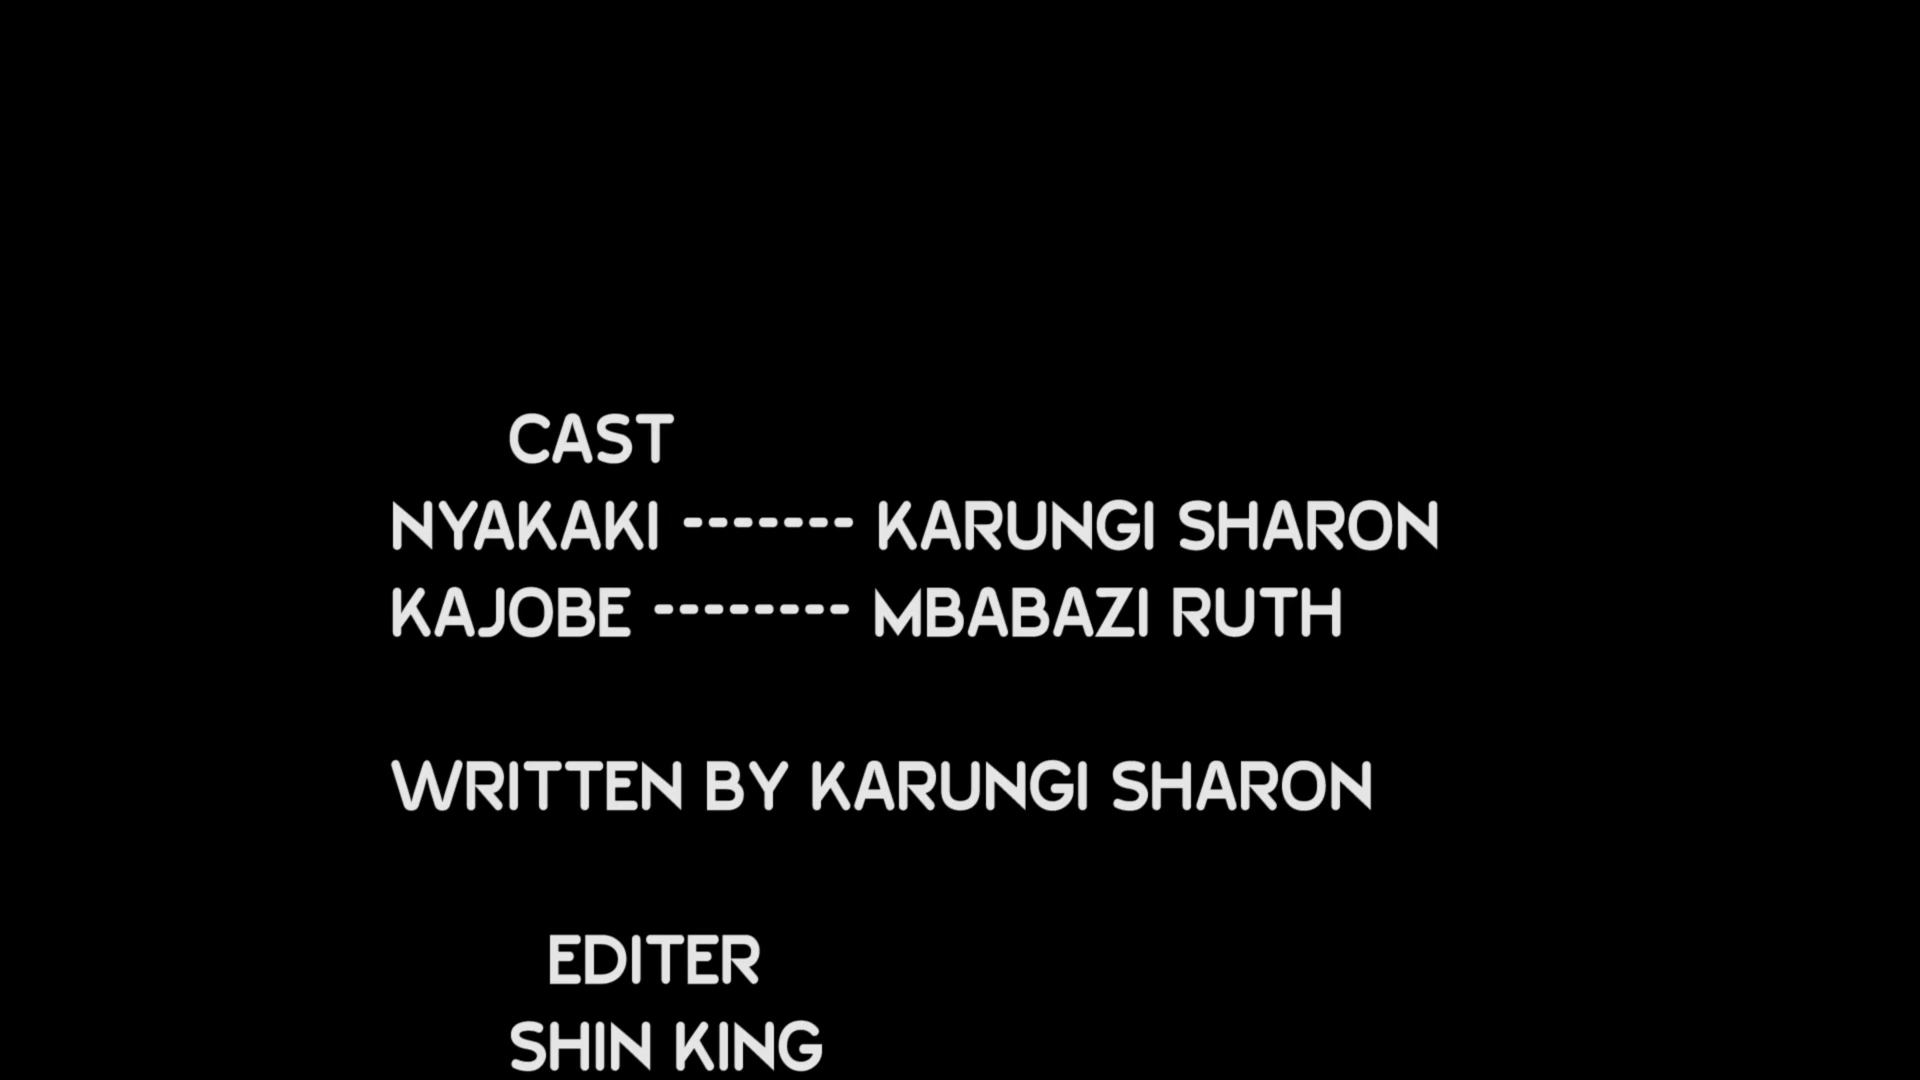 CAST
NYAKAKI ------- KARUNGI SHARON
KAJOBE -------- MBABAZI RUTH
WRITTEN BY KARUNGI SHARON
EDITER
SHIN KING